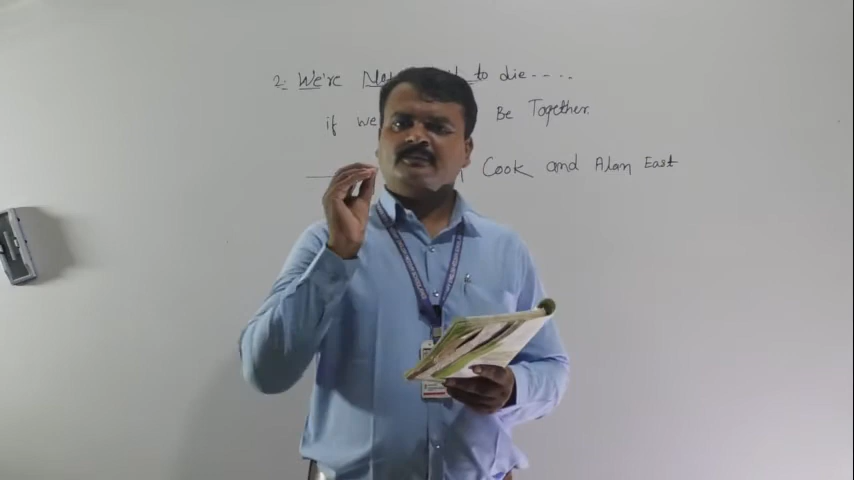 2: We're Not to die....
if we Be Together.
Cook and Alan East